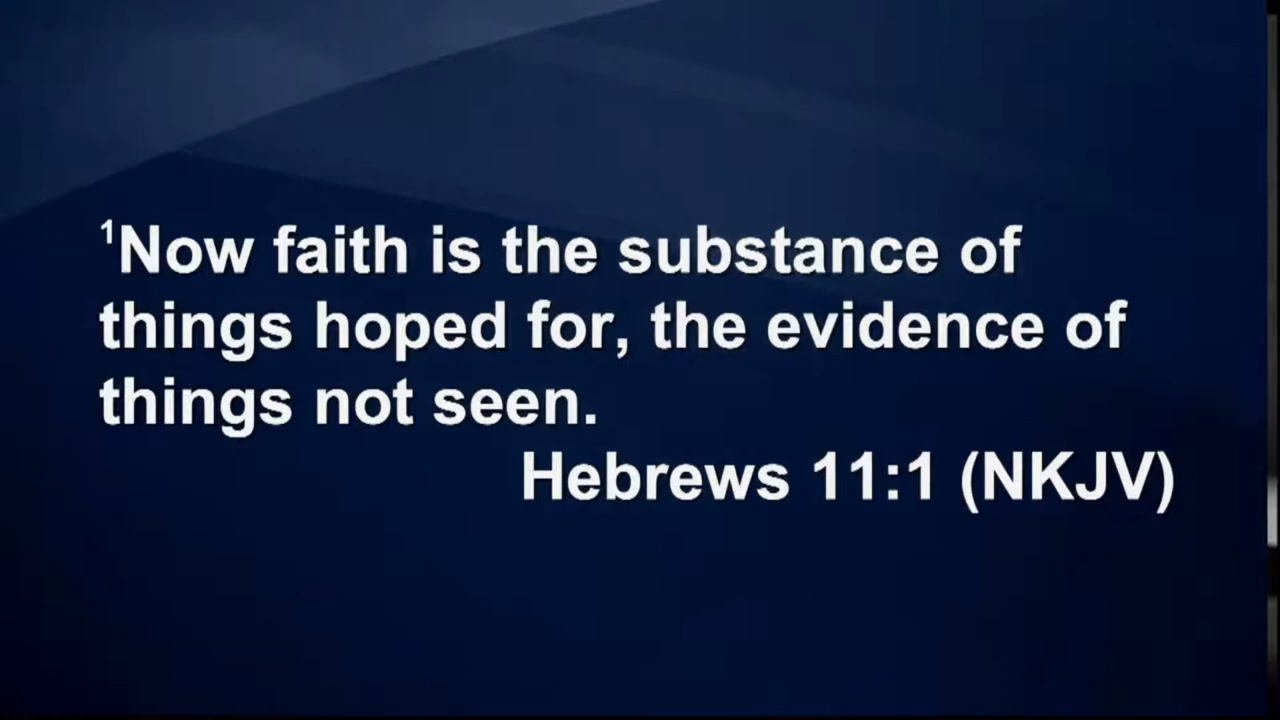 ¹Now faith is the substance of
things hoped for, the evidence of
things not seen.
Hebrews 11:1 (NKJV)